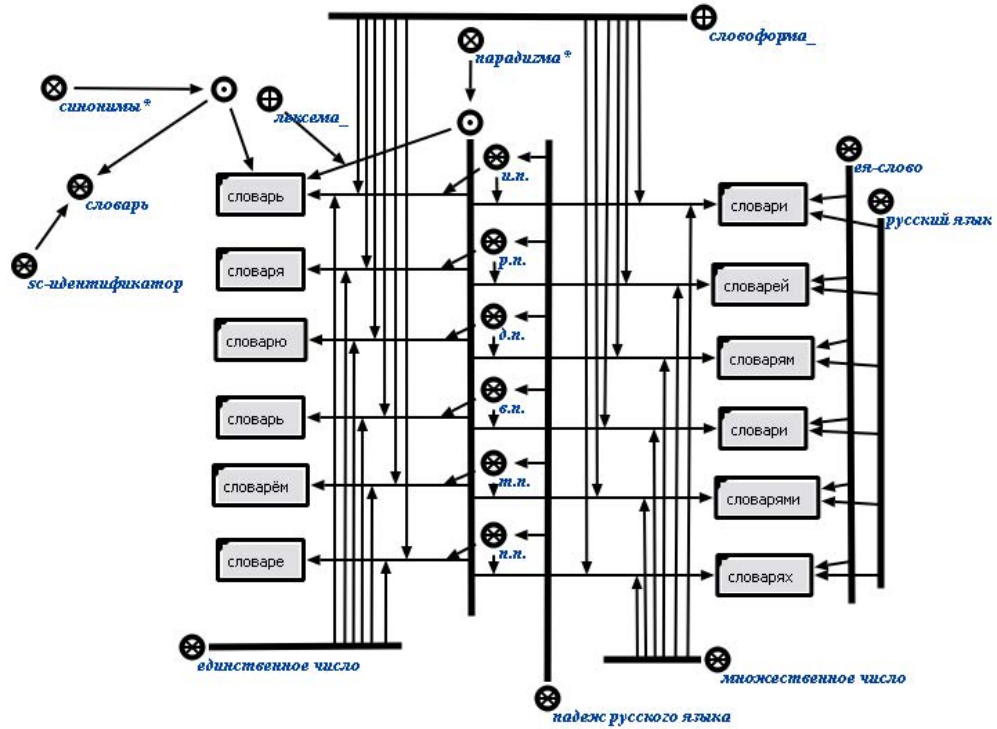 словоформа_
парадигма*
синонимы*
лексема_
ея-слово
словарь
и.п.
словари
русский язык
словарь
sc-идентификатор
словаря
р.п.
словарей
словарю
д.п.
словарям
словарь
в.п.
словари
словарём
т.п.
словарями
словаре
п.п.
словарях
единственное число
множественное число
падеж русского языка